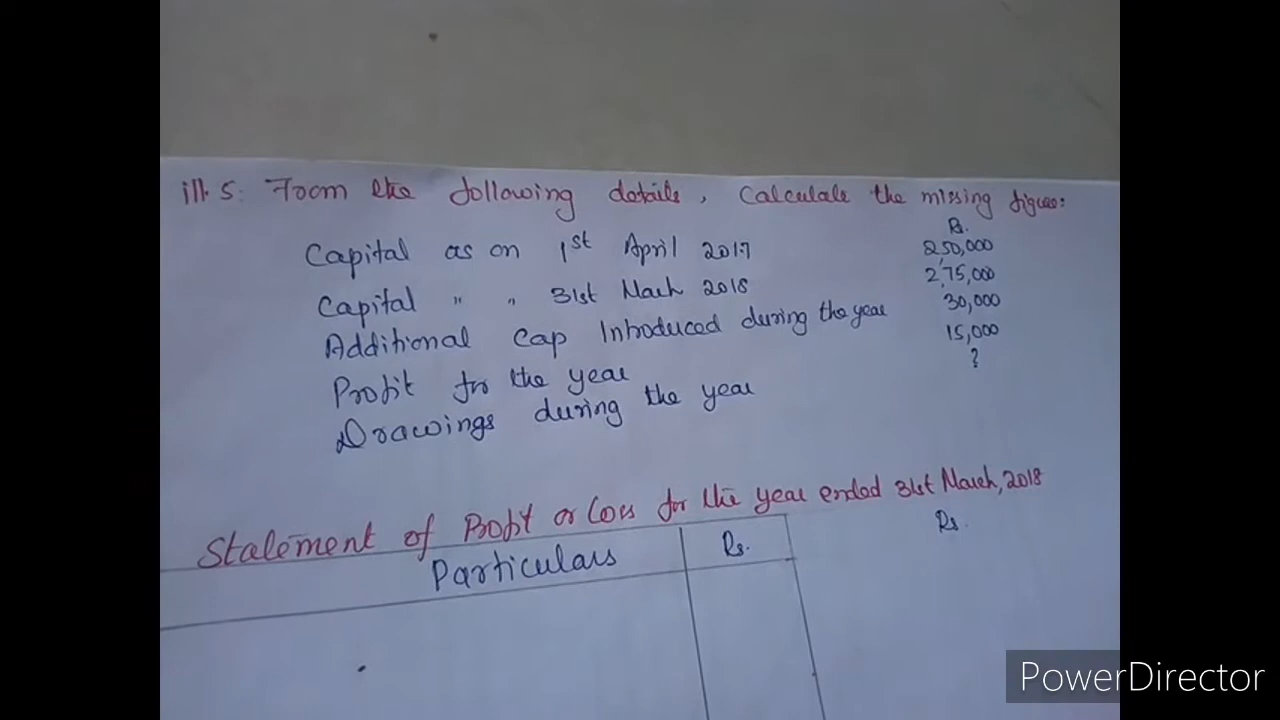 ill. 5: From the following details, Calculate the missing figure:
Rs.
Capital as on 1st April 2017 250,000
Capital " " 31st March 2018 2,75,000
Additional Cap Introduced during the year 30,000
Profit for the year 15,000
Drawings during the year ?
Statement of Profit or Loss for the year ended 31st March, 2018
Particulars Rs. Rs.
PowerDirector